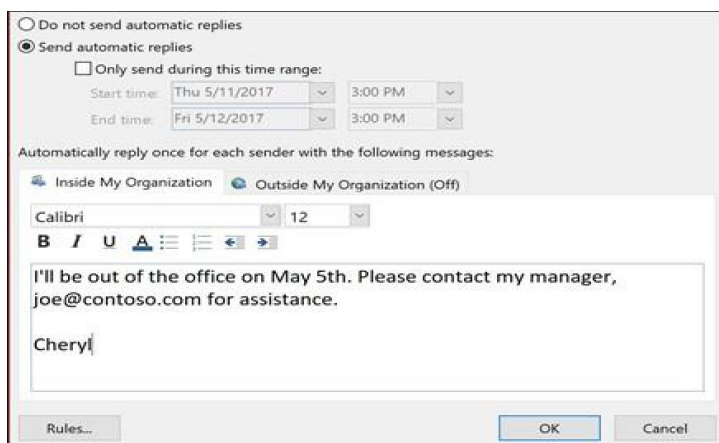 Do not send automatic replies
Send automatic replies
Only send during this time range:
Start time: Thu 5/11/2017 3:00 PM
End time: Fri 5/12/2017 3:00 PM
Automatically reply once for each sender with the following messages:
Inside My Organization Outside My Organization (Off)
Calibri 12
B I U A
I'll be out of the office on May 5th. Please contact my manager,
joe@contoso.com for assistance.
Cheryl
Rules... OK Cancel